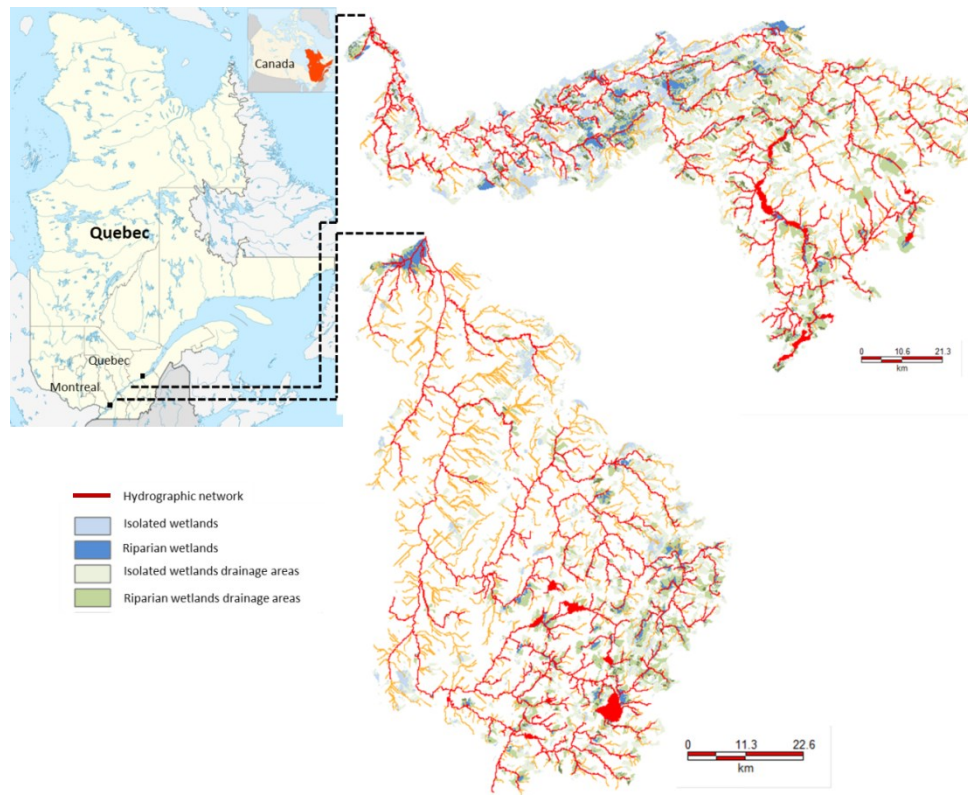 Canada
Quebec
Quebec
Montreal
0 10.6 21.3
km
Hydrographic network
Isolated wetlands
Riparian wetlands
Isolated wetlands drainage areas
Riparian wetlands drainage areas
0 11.3 22.6
km